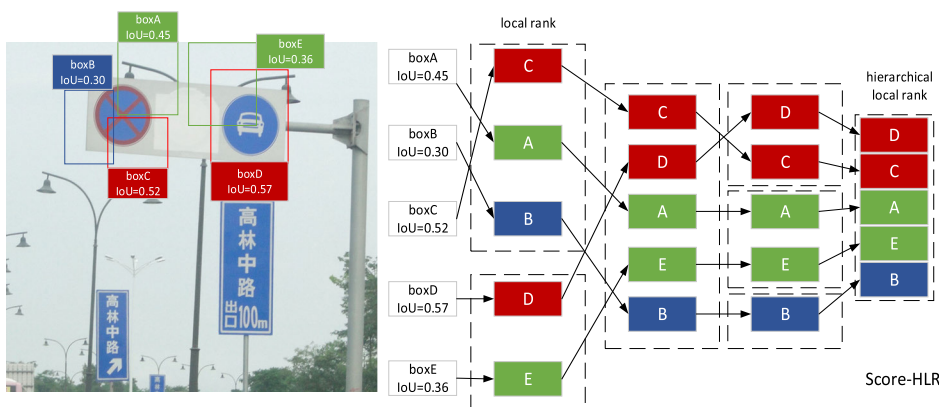 boxA
IoU=0.45
boxE
IoU=0.36
boxB
IoU=0.30
boxC
IoU=0.52
boxD
IoU=0.57
高林中路
出口100m
高林中路
local rank
boxA
IoU=0.45
boxB
IoU=0.30
boxC
IoU=0.52
boxD
IoU=0.57
boxE
IoU=0.36
C
A
B
D
E
C
D
A
E
B
D
C
A
E
B
hierarchical
local rank
D
C
A
E
B
Score-HLR